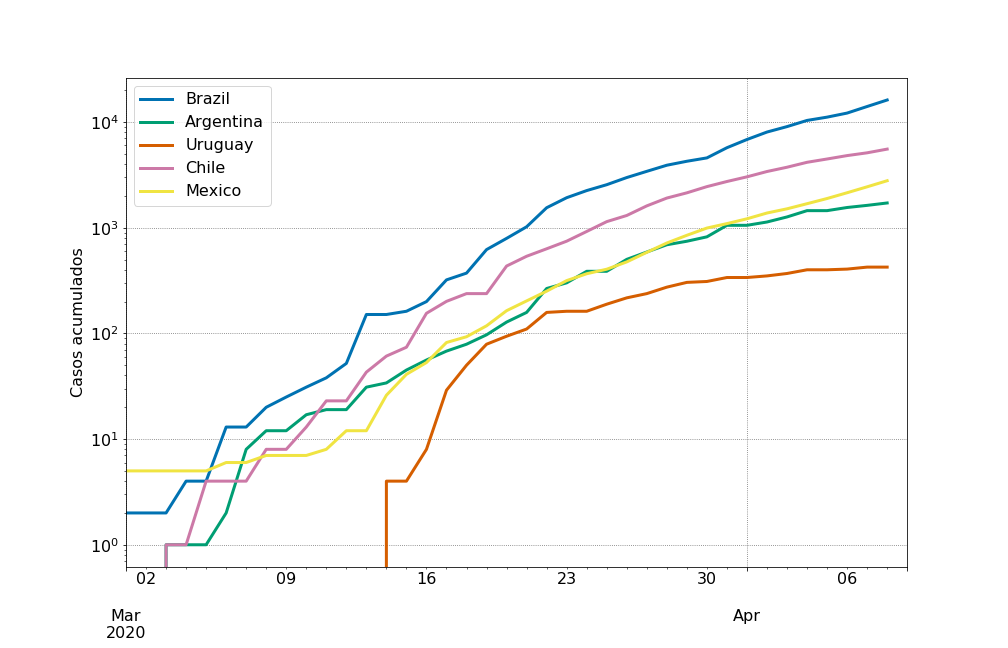 Brazil
Argentina
Uruguay
Chile
Mexico
Casos acumulados
10⁴
10³
10²
10¹
10⁰
02 09 16 23 30 06
Mar Apr
2020